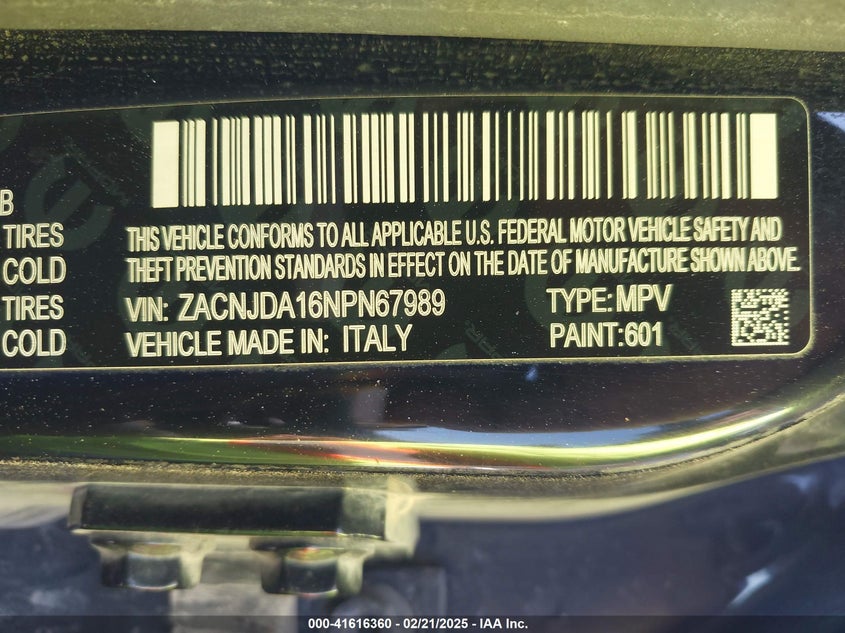 B
TIRES
COLD
TIRES
COLD
THIS VEHICLE CONFORMS TO ALL APPLICABLE U.S. FEDERAL MOTOR VEHICLE SAFETY AND
THEFT PREVENTION STANDARDS IN EFFECT ON THE DATE OF MANUFACTURE SHOWN ABOVE.
VIN: ZACNJDA16NPN67989 TYPE: MPV
VEHICLE MADE IN: ITALY PAINT:601
000-41616360 - 02/21/2025 - IAA Inc.